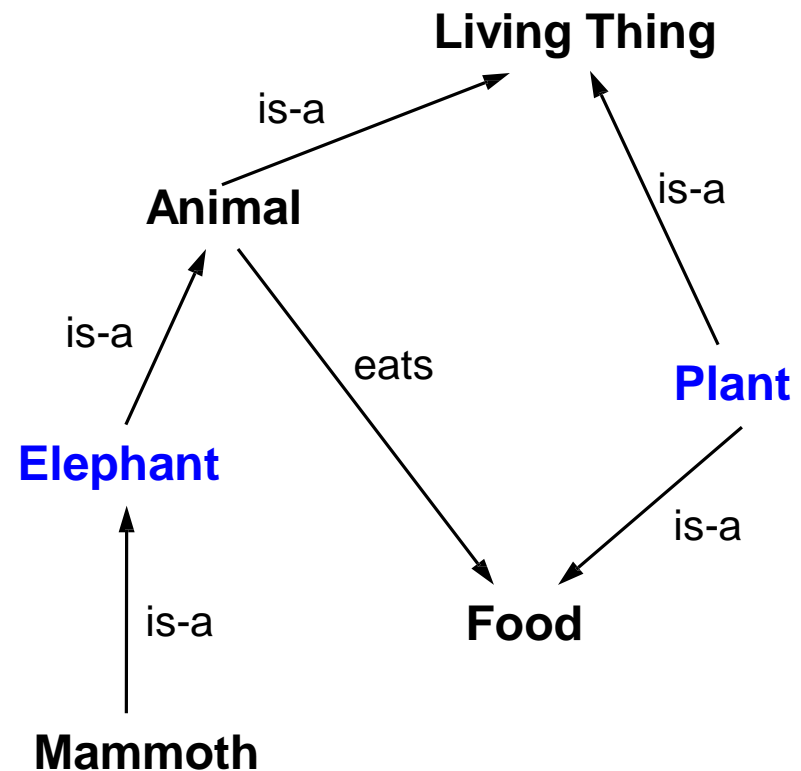 Living Thing
is-a
Animal
is-a
is-a
eats
Plant
Elephant
is-a
is-a
Food
Mammoth